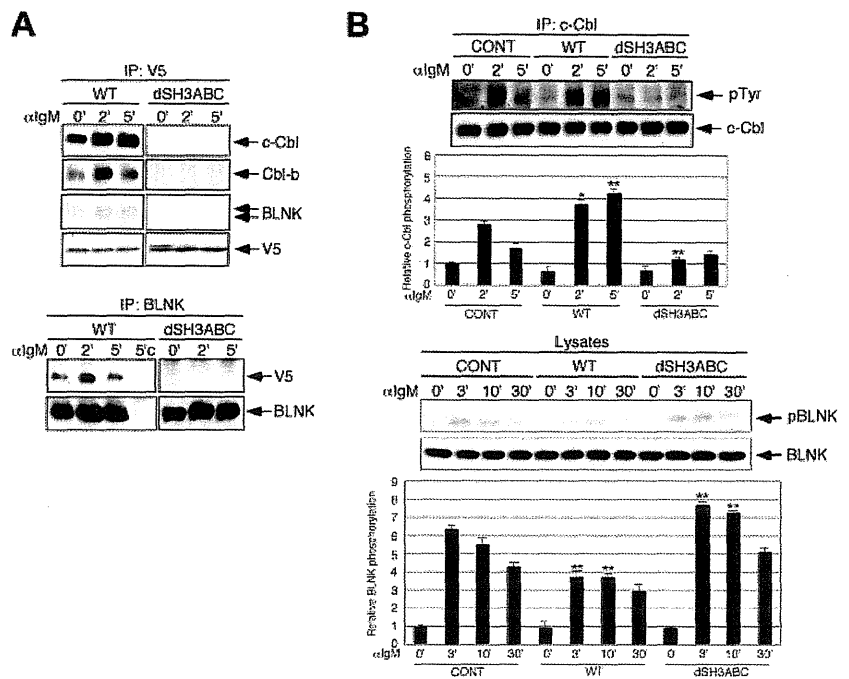 A
IP: V5
WT dSH3ABC
αIgM 0' 2' 5' 0' 2' 5'
c-Cbl
Cbl-b
BLNK
V5
IP: BLNK
WT dSH3ABC
αIgM 0' 2' 5' 5'c 0' 2' 5'
V5
BLNK
B
IP: c-Cbl
CONT WT dSH3ABC
αIgM 0' 2' 5' 0' 2' 5' 0' 2' 5'
pTyr
c-Cbl
Relative c-Cbl phosphorylation
6
5
4
3
2
1
0
* ** **
αIgM 0' 2' 5' 0' 2' 5' 0' 2' 5'
CONT WT dSH3ABC
Lysates
CONT WT dSH3ABC
αIgM 0' 3' 10' 30' 0' 3' 10' 30' 0' 3' 10' 30'
pBLNK
BLNK
Relative BLNK phosphorylation
9
8
7
6
5
4
3
2
1
0
** ** ** **
αIgM 0' 3' 10' 30' 0' 3' 10' 30' 0' 3' 10' 30'
CONT WT dSH3ABC